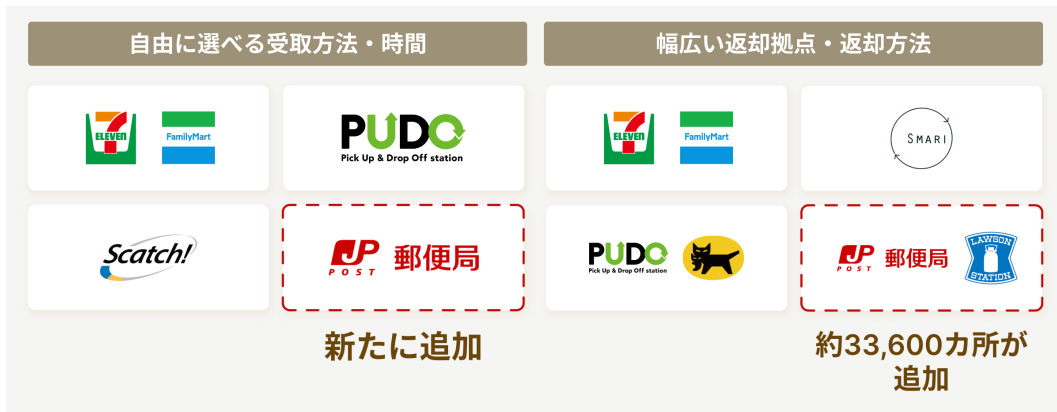 自由に選べる受取方法・時間
幅広い返却拠点・返却方法
ELEVEN
FamilyMart
PUDO
Pick Up & Drop Off station
ELEVEN
FamilyMart
SMARI
Scatch!
JP
POST
郵便局
PUDO
Pick Up & Drop Off station
JP
POST
郵便局
LAWSON
STATION
新たに追加
約33,600カ所が
追加